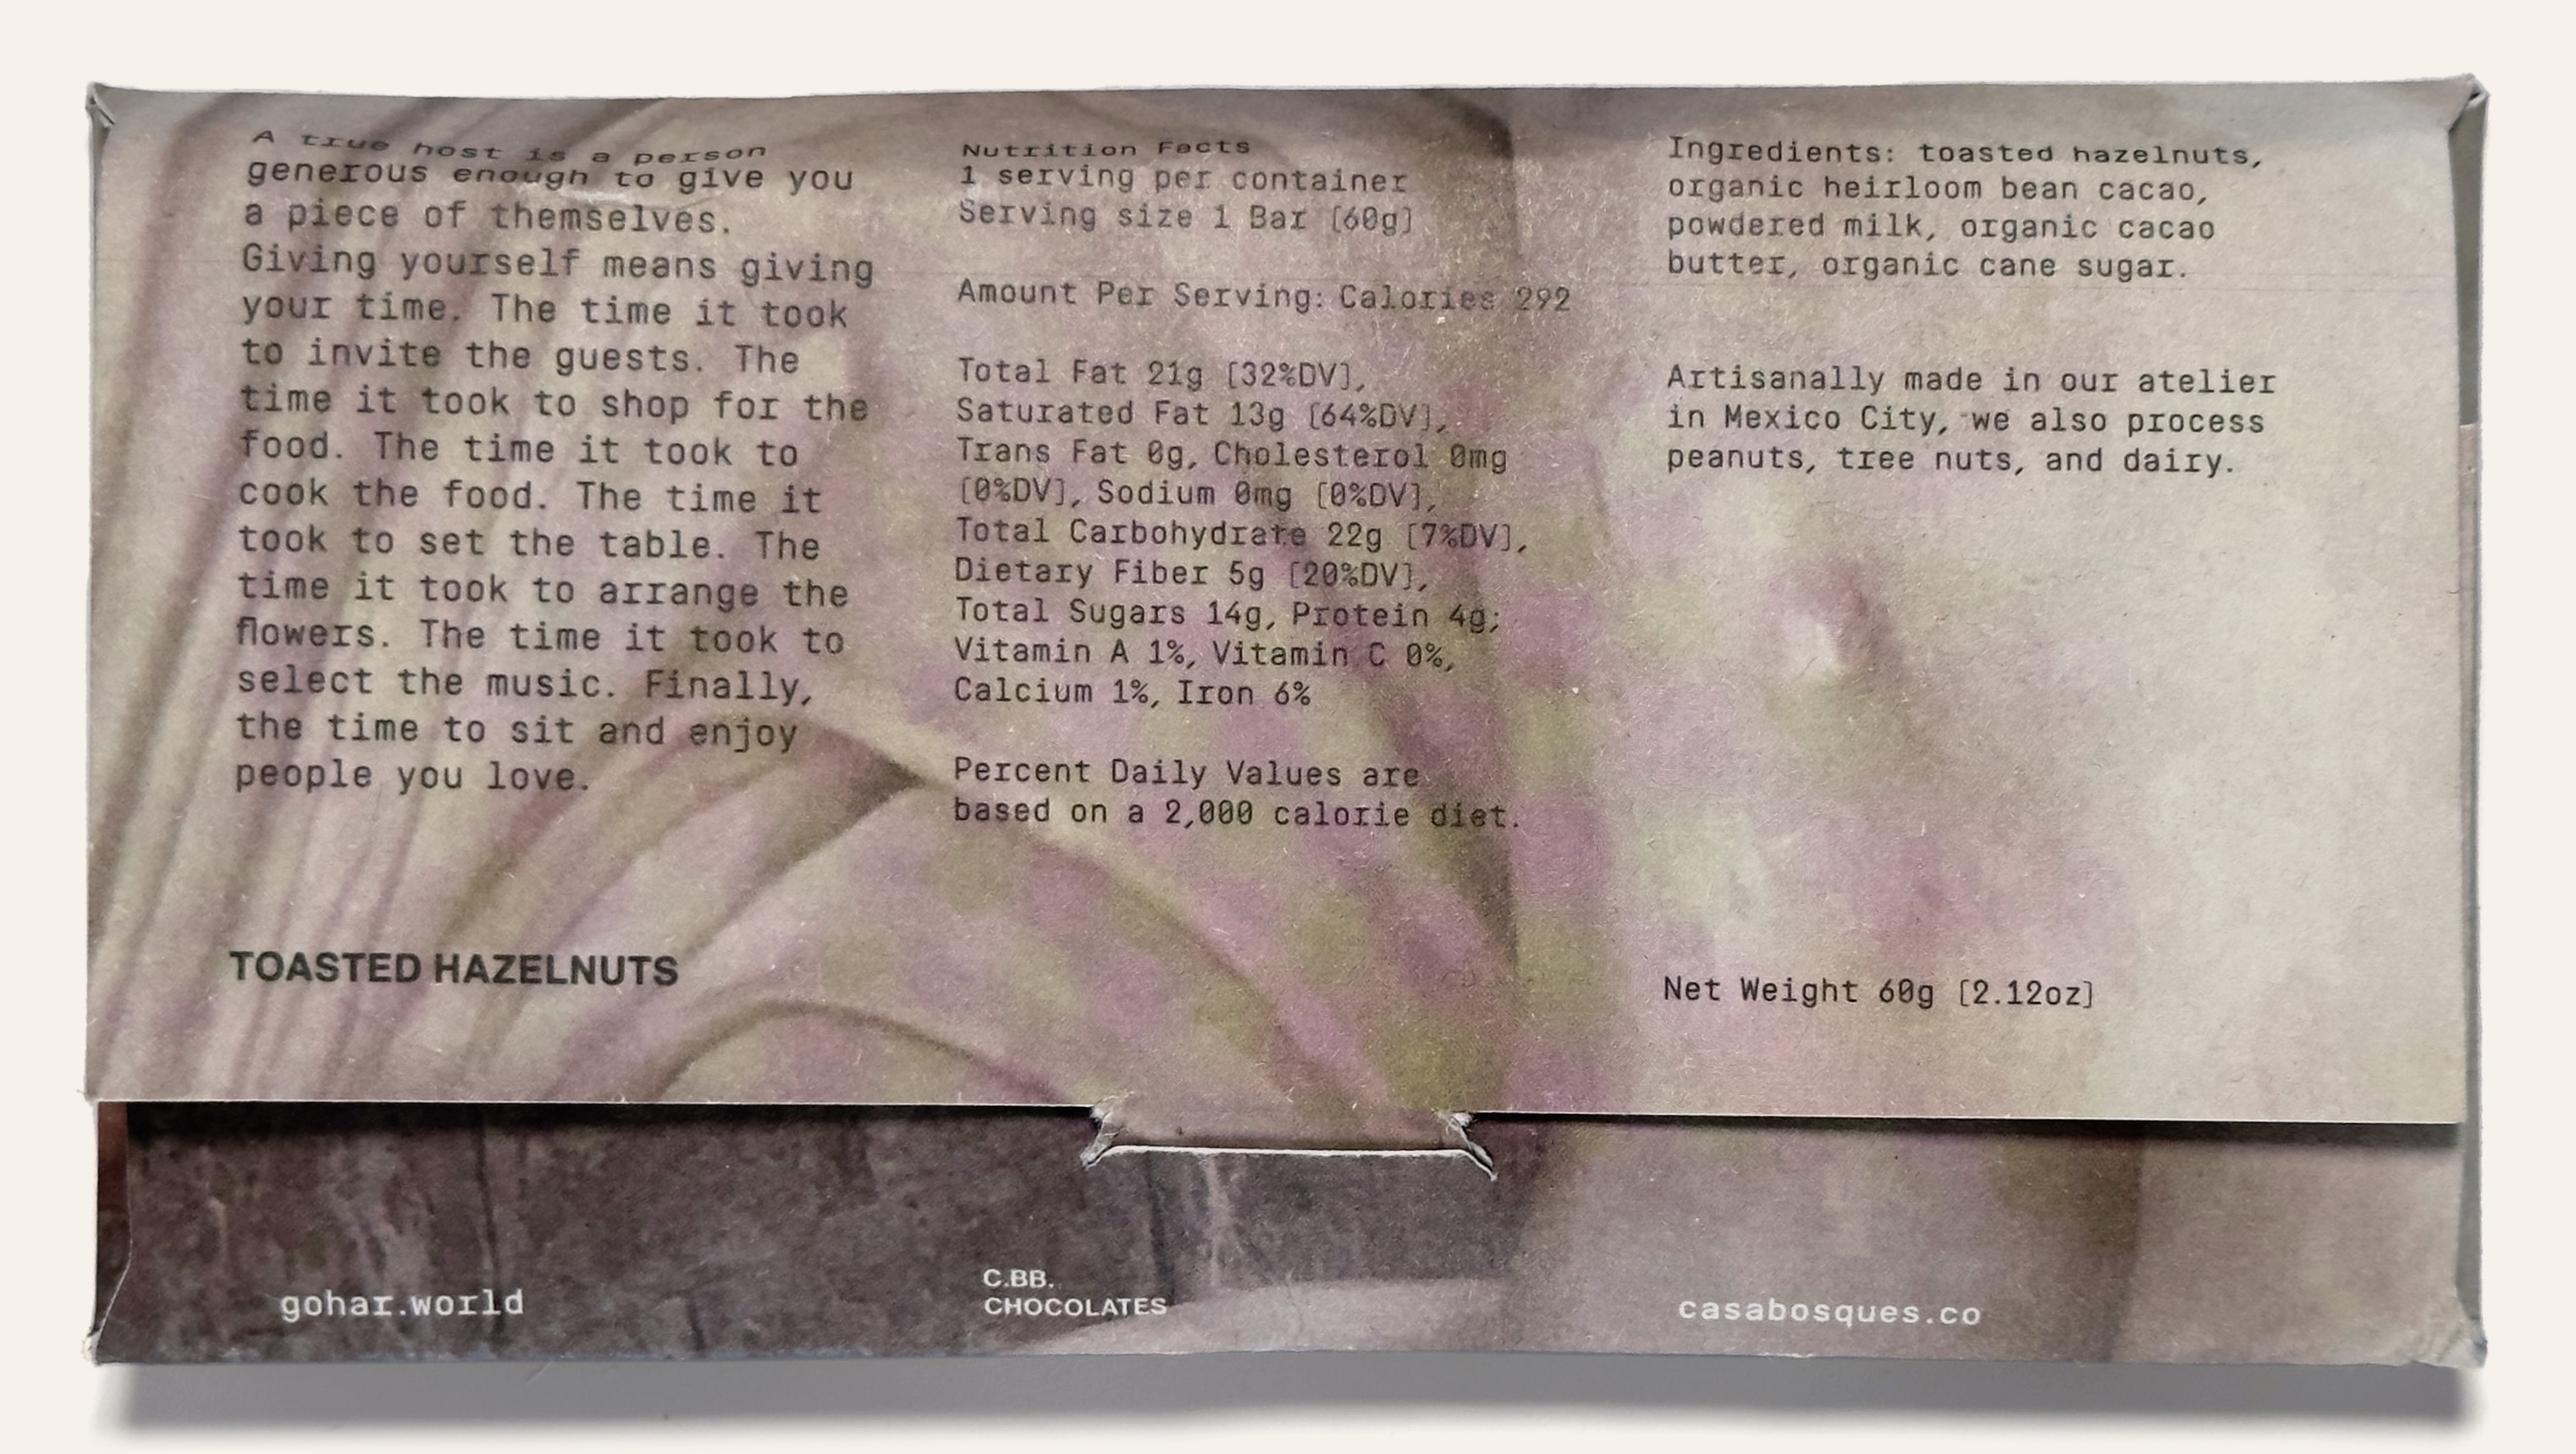 A true host is a person
generous enough to give you
a piece of themselves.
Giving yourself means giving
your time. The time it took
to invite the guests. The
time it took to shop for the
food. The time it took to
cook the food. The time it
took to set the table. The
time it took to arrange the
flowers. The time it took to
select the music. Finally,
the time to sit and enjoy
people you love.
TOASTED HAZELNUTS
Nutrition Facts
1 serving per container
Serving size 1 Bar [60g]
Amount Per Serving: Calories 292
Total Fat 21g [32%DV],
Saturated Fat 13g [64%DV],
Trans Fat 0g, Cholesterol 0mg
[0%DV], Sodium 0mg [0%DV],
Total Carbohydrate 22g [7%DV],
Dietary Fiber 5g [20%DV],
Total Sugars 14g, Protein 4g;
Vitamin A 1%, Vitamin C 0%,
Calcium 1%, Iron 6%
Percent Daily Values are
based on a 2,000 calorie diet.
Ingredients: toasted hazelnuts,
organic heirloom bean cacao,
powdered milk, organic cacao
butter, organic cane sugar.
Artisanally made in our atelier
in Mexico City, we also process
peanuts, tree nuts, and dairy.
Net Weight 60g [2.12oz]
gohar.world
C.BB.
CHOCOLATES
casabosques.co